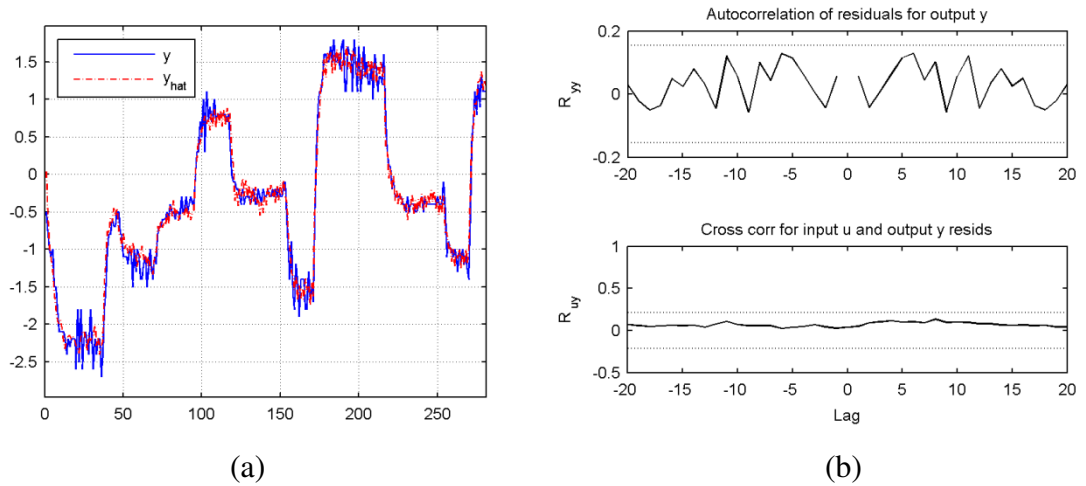 y
y_hat
1.5
1
0.5
0
-0.5
-1
-1.5
-2
-2.5
0 50 100 150 200 250
(a)
Autocorrelation of residuals for output y
R_yy
0.2
0
-0.2
-20 -15 -10 -5 0 5 10 15 20
Cross corr for input u and output y resids
R_uy
1
0.5
0
-0.5
-20 -15 -10 -5 0 5 10 15 20
Lag
(b)